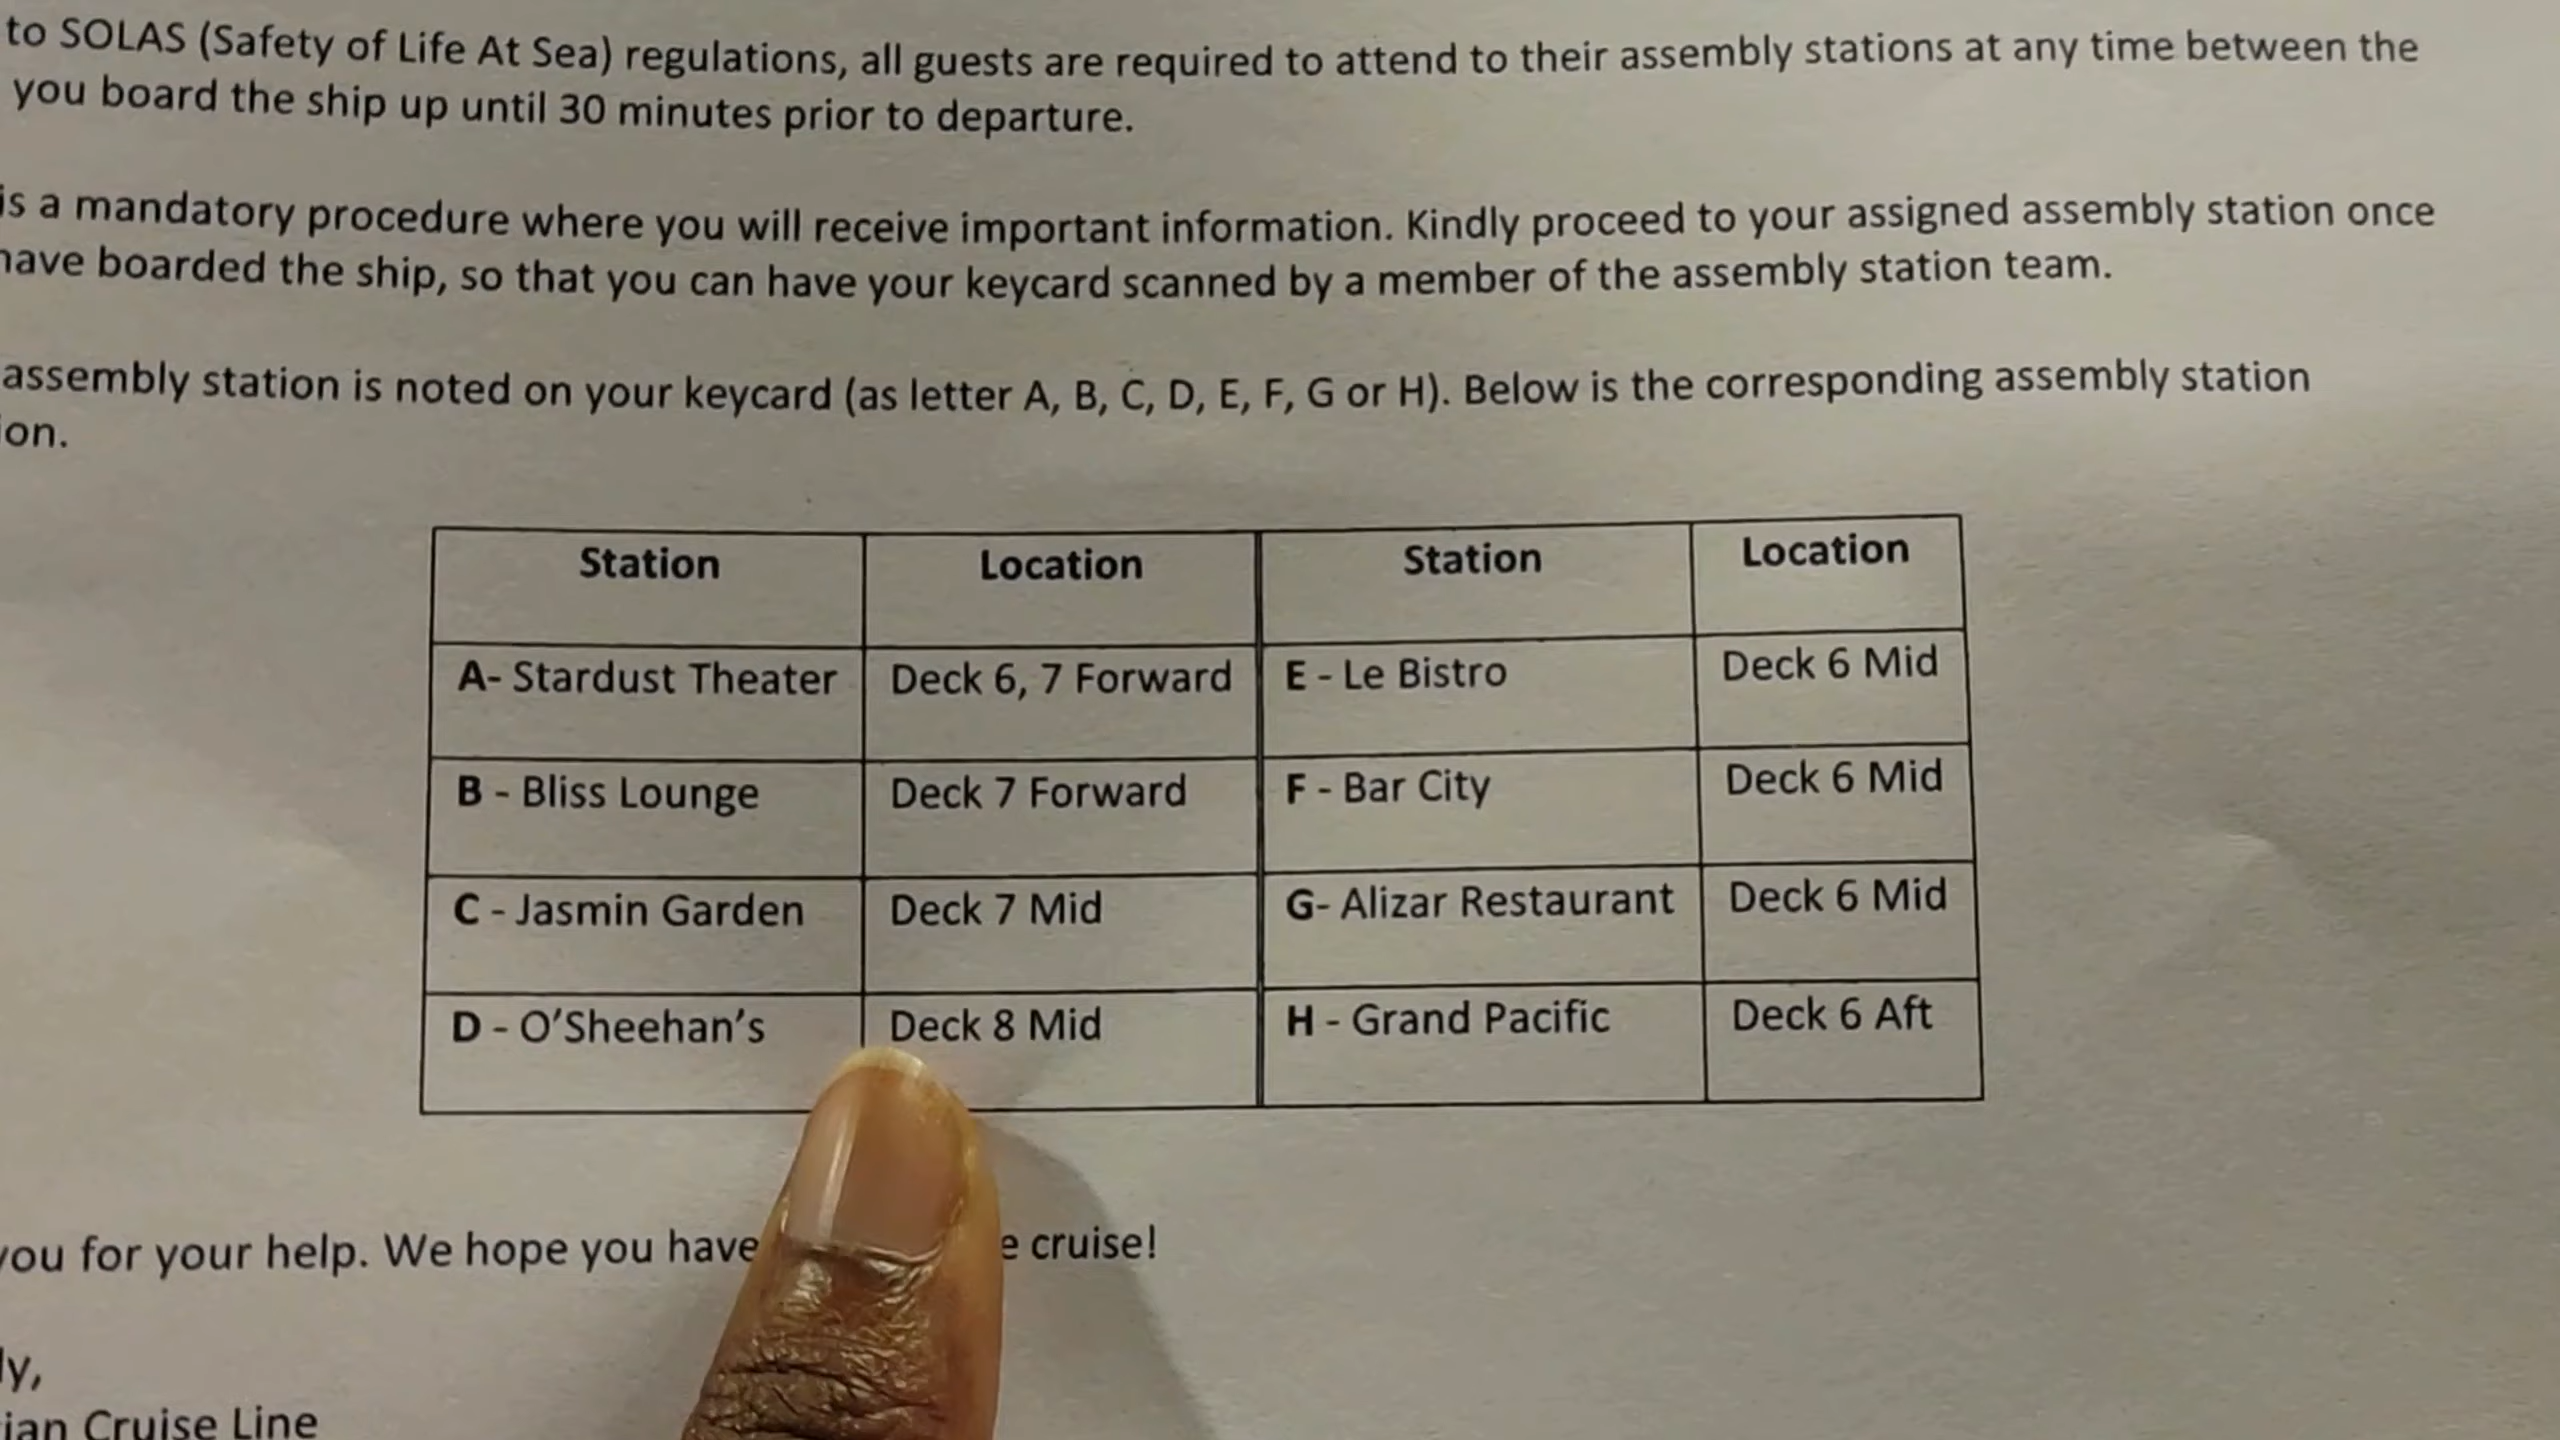 to SOLAS (Safety of Life At Sea) regulations, all guests are required to attend to their assembly stations at any time between the
you board the ship up until 30 minutes prior to departure.
is a mandatory procedure where you will receive important information. Kindly proceed to your assigned assembly station once
have boarded the ship, so that you can have your keycard scanned by a member of the assembly station team.
assembly station is noted on your keycard (as letter A, B, C, D, E, F, G or H). Below is the corresponding assembly station
Station Location Station Location
A- Stardust Theater Deck 6, 7 Forward E - Le Bistro Deck 6 Mid
B - Bliss Lounge Deck 7 Forward F - Bar City Deck 6 Mid
C - Jasmin Garden Deck 7 Mid G- Alizar Restaurant Deck 6 Mid
D - O'Sheehan's Deck 8 Mid H - Grand Pacific Deck 6 Aft
you for your help. We hope you have cruise!
Cruise Line